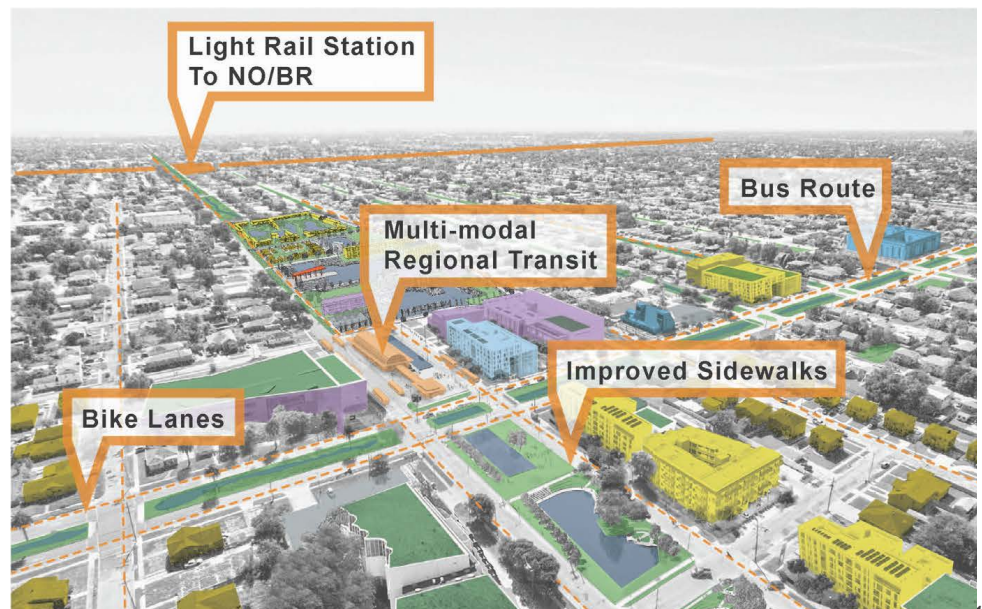 Light Rail Station
To NO/BR
Bus Route
Multi-modal
Regional Transit
Improved Sidewalks
Bike Lanes